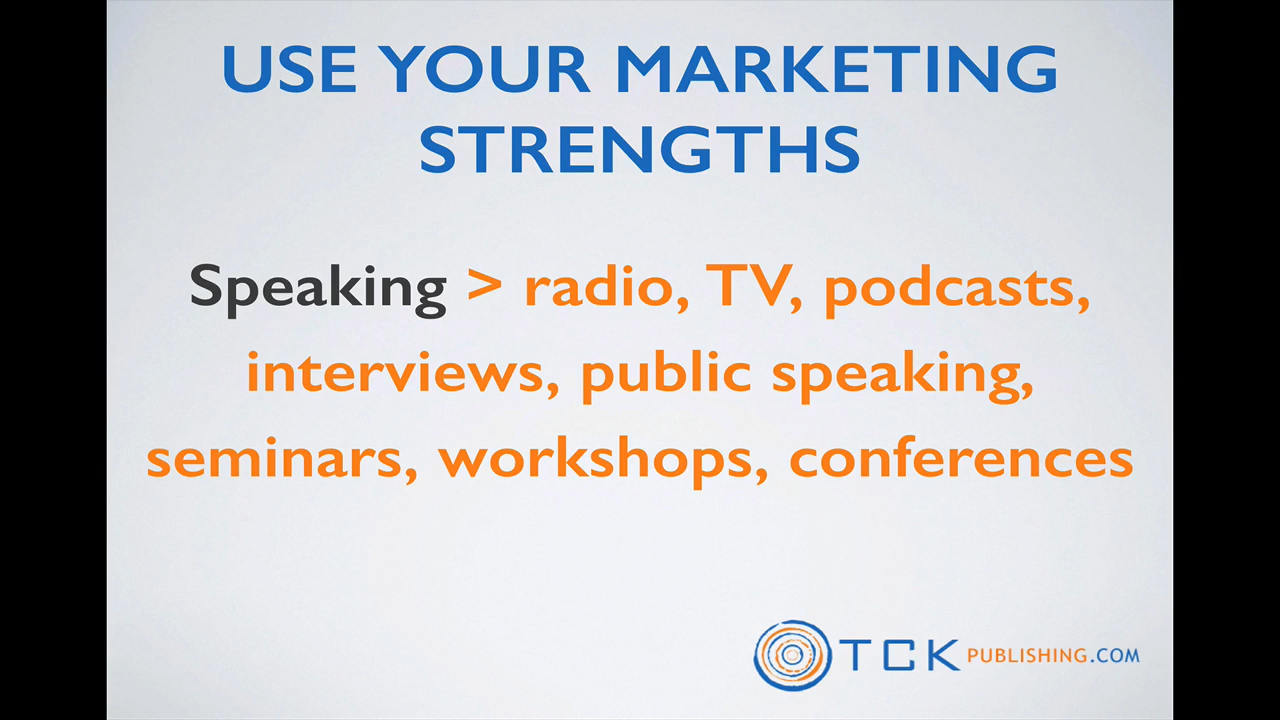 USE YOUR MARKETING
STRENGTHS
Speaking > radio, TV, podcasts,
interviews, public speaking,
seminars, workshops, conferences
TCK PUBLISHING.COM